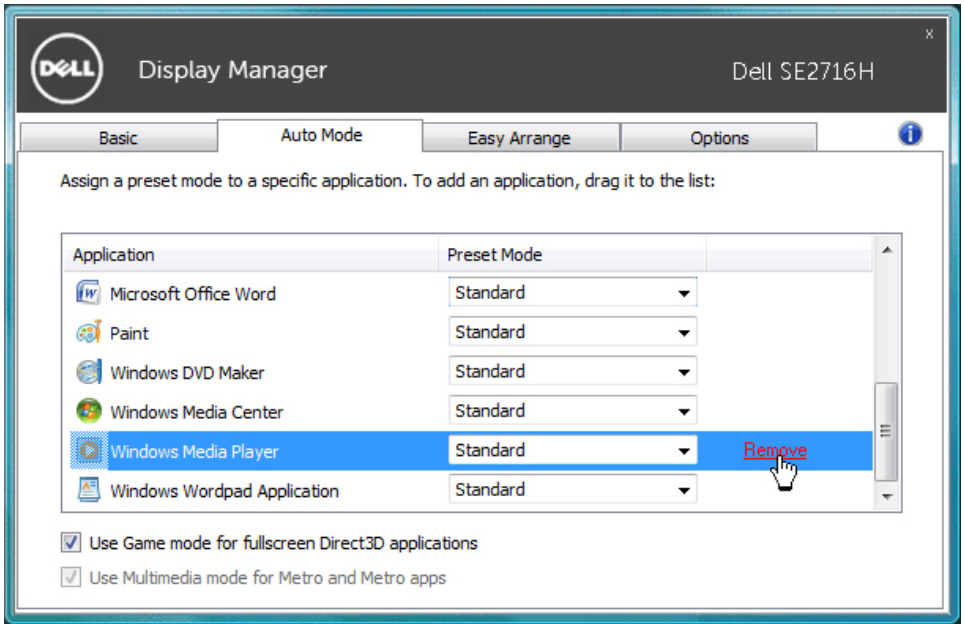 DELL
Display Manager
Dell SE2716H
x
Basic
Auto Mode
Easy Arrange
Options
i
Assign a preset mode to a specific application. To add an application, drag it to the list:
Application
Preset Mode
Microsoft Office Word
Standard
Paint
Standard
Windows DVD Maker
Standard
Windows Media Center
Standard
Windows Media Player
Standard
Remove
Windows Wordpad Application
Standard
Use Game mode for fullscreen Direct3D applications
Use Multimedia mode for Metro and Metro apps